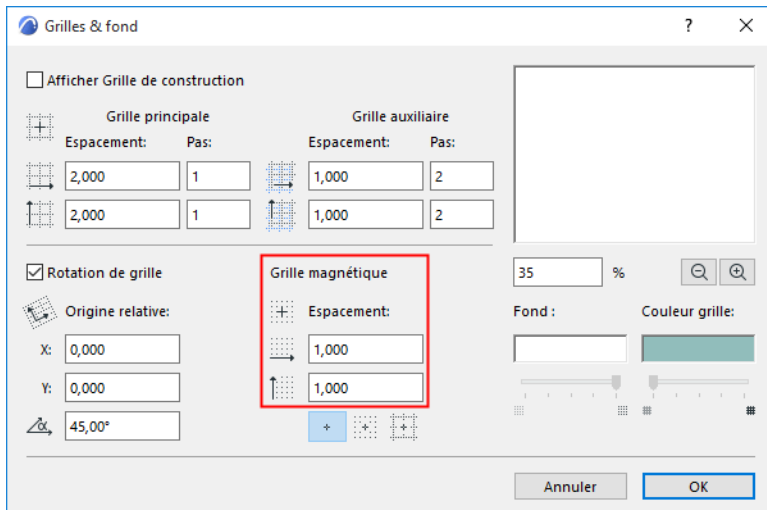 Grilles & fond
?
Afficher Grille de construction
Grille principale
Grille auxiliaire
Espacement:
Pas:
Espacement:
Pas:
2,000
1
1,000
2
2,000
1
1,000
2
Rotation de grille
Grille magnétique
35
%
Origine relative:
Espacement:
Fond :
Couleur grille:
X:
0,000
1,000
Y:
0,000
1,000
α
45,00°
Annuler
OK